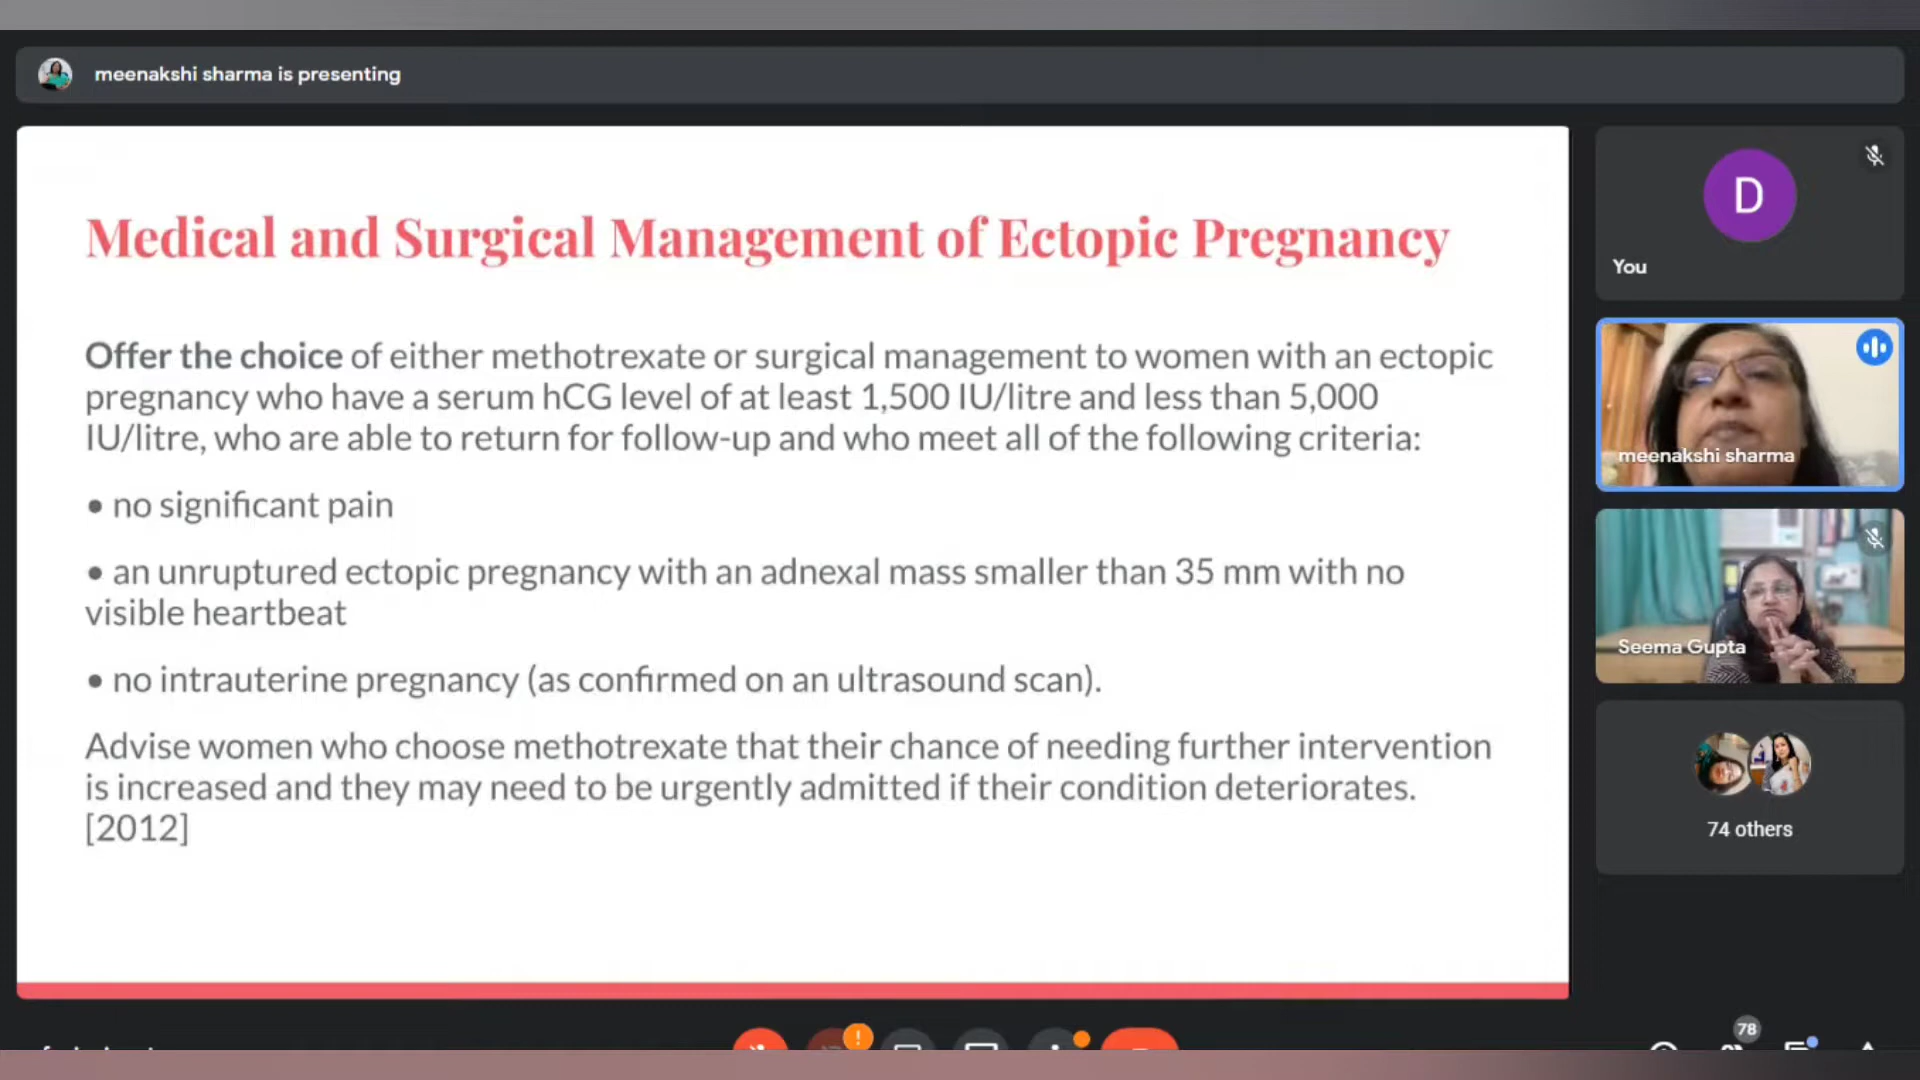 meenakshi sharma is presenting
Medical and Surgical Management of Ectopic Pregnancy
Offer the choice of either methotrexate or surgical management to women with an ectopic
pregnancy who have a serum hCG level of at least 1,500 IU/litre and less than 5,000
IU/litre, who are able to return for follow-up and who meet all of the following criteria:
• no significant pain
• an unruptured ectopic pregnancy with an adnexal mass smaller than 35 mm with no
visible heartbeat
• no intrauterine pregnancy (as confirmed on an ultrasound scan).
Advise women who choose methotrexate that their chance of needing further intervention
is increased and they may need to be urgently admitted if their condition deteriorates.
[2012]
D
You
meenakshi sharma
Seema Gupta
74 others
!
78